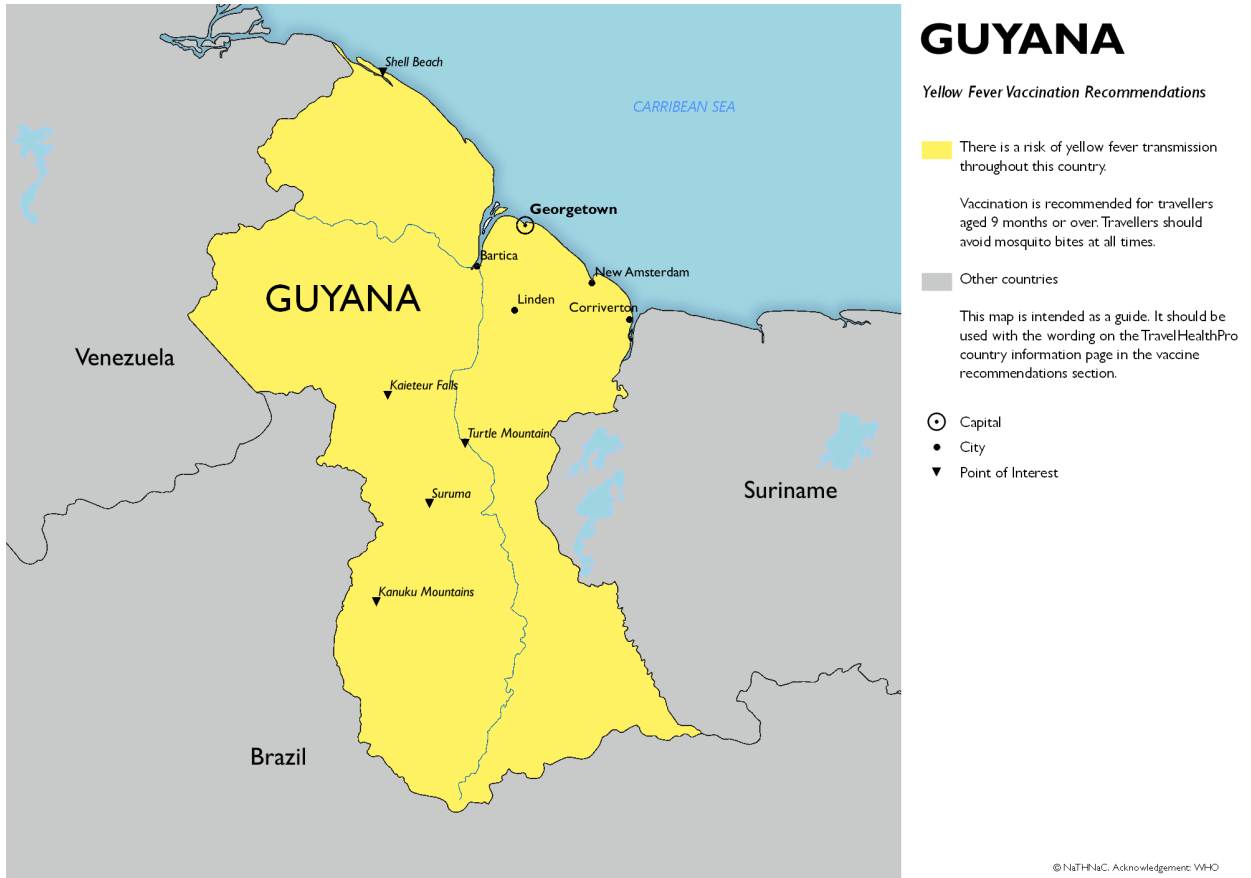 GUYANA
Yellow Fever Vaccination Recommendations
There is a risk of yellow fever transmission
throughout this country.
Vaccination is recommended for travellers
aged 9 months or over. Travellers should
avoid mosquito bites at all times.
Other countries
This map is intended as a guide. It should be
used with the wording on the TravelHealthPro
country information page in the vaccine
recommendations section.
Capital
City
Point of Interest
Shell Beach
CARRIBEAN SEA
Georgetown
Bartica
New Amsterdam
GUYANA
Linden
Corriverton
Venezuela
Kaieteur Falls
Turtle Mountain
Suruma
Suriname
Kanuku Mountains
Brazil
© NaTHNaC. Acknowledgement: WHO